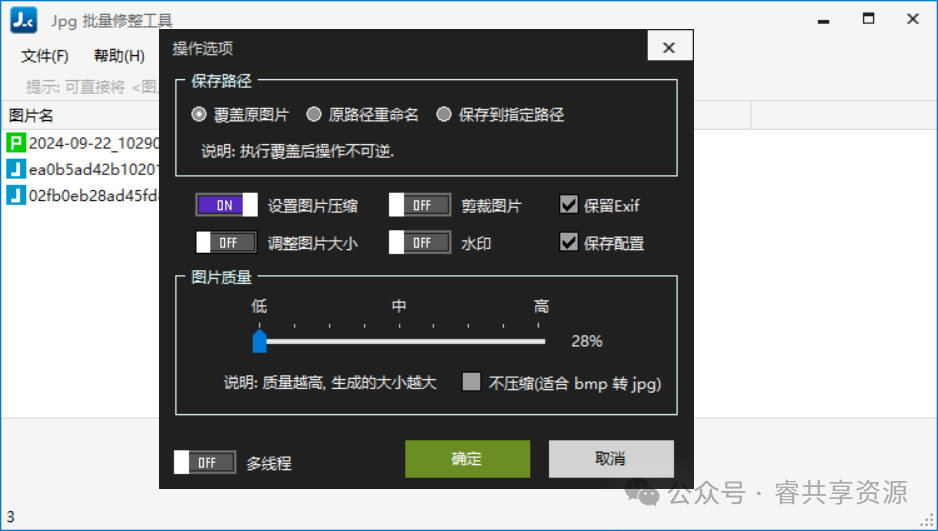 Jpg 批量修整工具
文件(F) 帮助(H)
操作选项
提示: 可直接将 <图
保存路径
图片名
覆盖原图片 原路径重命名 保存到指定路径
2024-09-22_10290
说明: 执行覆盖后操作不可逆.
ea0b5ad42b1020
02fb0eb28ad45fd
ON 设置图片压缩 OFF 剪裁图片 保留Exif
OFF 调整图片大小 OFF 水印 保存配置
图片质量
低 中 高
28%
说明: 质量越高, 生成的大小越大 不压缩(适合 bmp 转 jpg)
OFF 多线程 确定 取消
公众号 · 睿共享资源
3